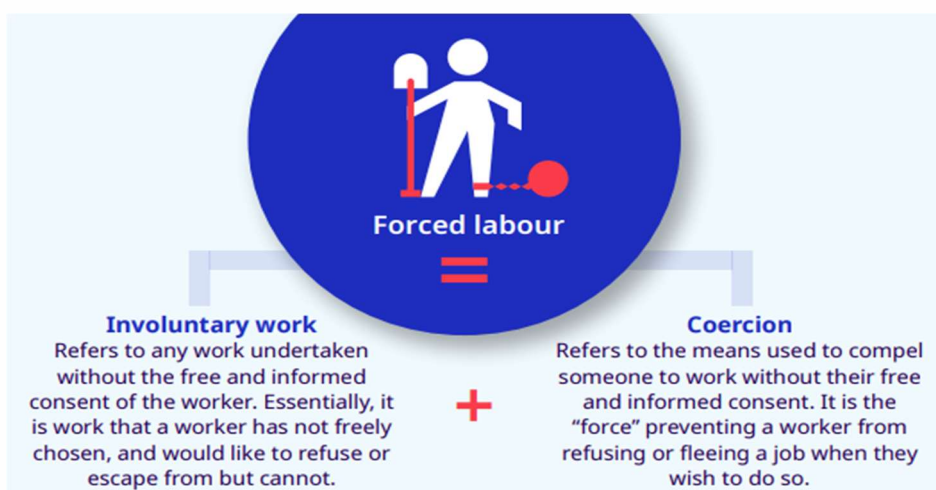 Forced labour
=
Involuntary work
Refers to any work undertaken
without the free and informed
consent of the worker. Essentially, it
is work that a worker has not freely
chosen, and would like to refuse or
escape from but cannot.
+
Coercion
Refers to the means used to compel
someone to work without their free
and informed consent. It is the
“force” preventing a worker from
refusing or fleeing a job when they
wish to do so.